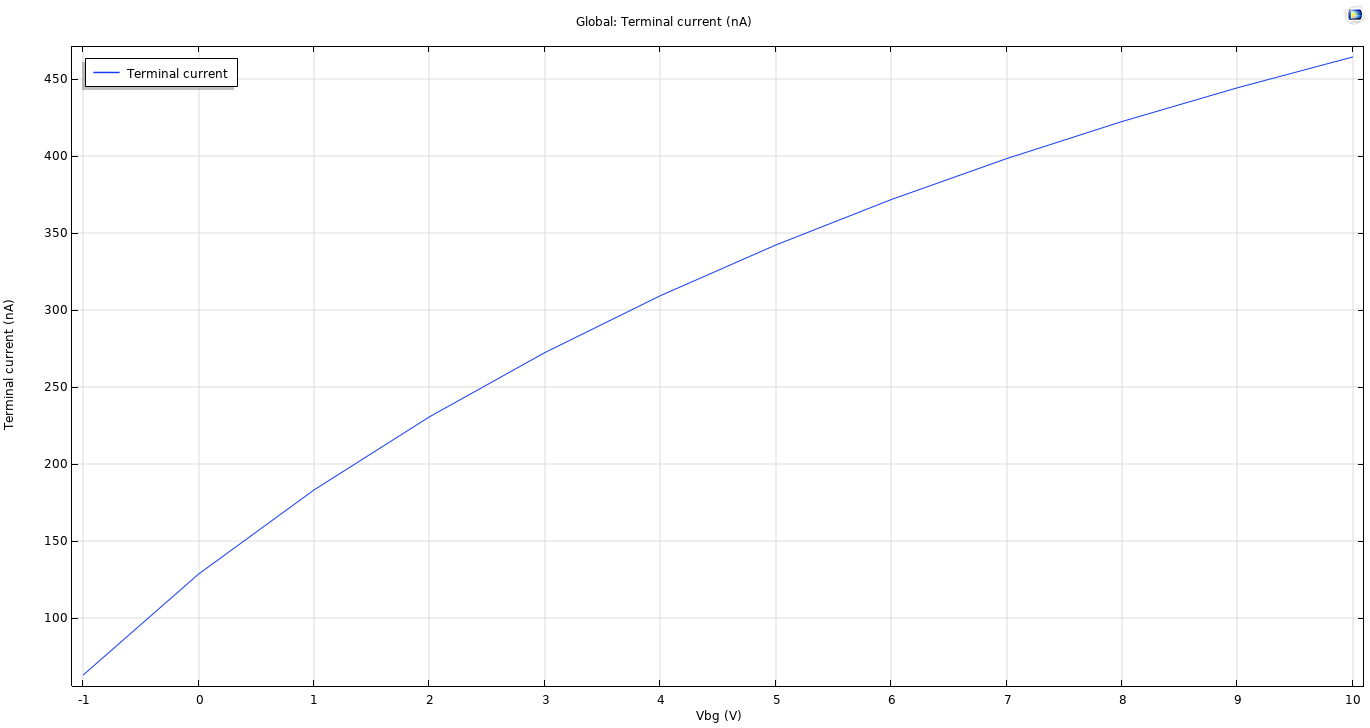 Global: Terminal current (nA)
Terminal current
450
400
350
300
250
200
150
100
Terminal current (nA)
-1 0 1 2 3 4 5 6 7 8 9 10
Vbg (V)